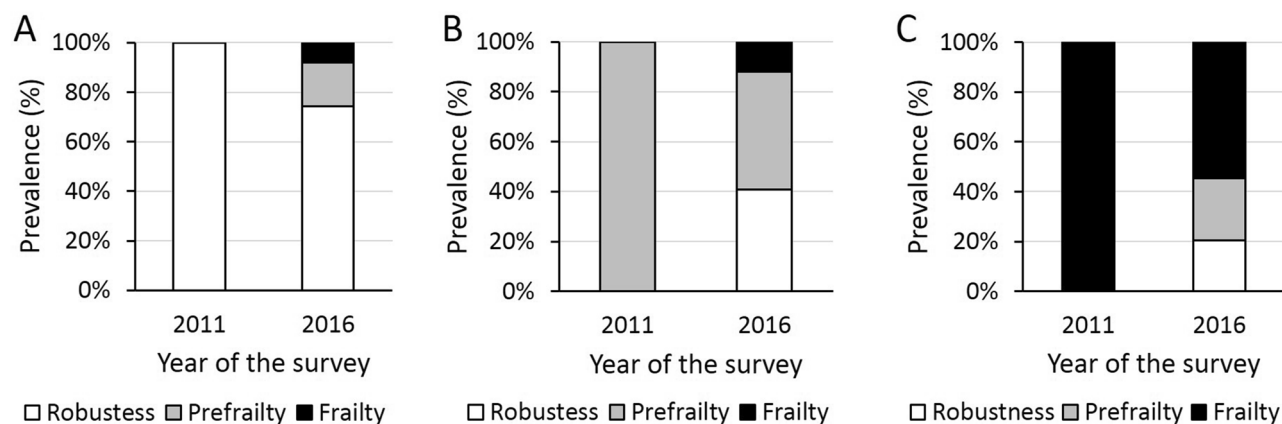 A
Prevalence (%)
100%
80%
60%
40%
20%
0%
2011 2016
Year of the survey
Robustess Prefrailty Frailty
B
Prevalence (%)
100%
80%
60%
40%
20%
0%
2011 2016
Year of the survey
Robustess Prefrailty Frailty
C
Prevalence (%)
100%
80%
60%
40%
20%
0%
2011 2016
Year of the survey
Robustness Prefrailty Frailty